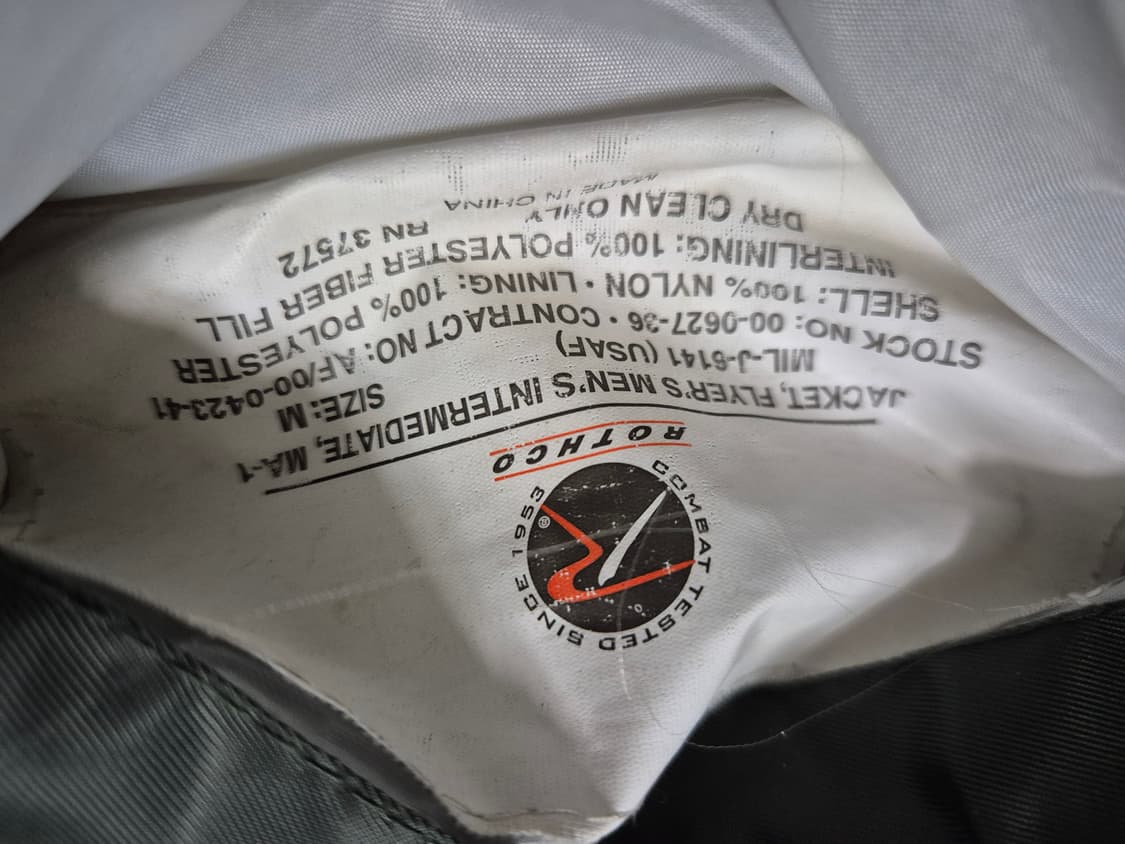 COMBAT TESTED SINCE 1953
®
ROTHCO
JACKET, FLYER'S MEN'S INTERMEDIATE, MA-1
MIL-J-6141 (USAF) SIZE: M
STOCK NO: 00-0627-36 • CONTRACT NO: AF/00-0423-41
SHELL: 100% NYLON • LINING: 100% POLYESTER
INTERLINING: 100% POLYESTER FIBER FILL
DRY CLEAN ONLY RN 37572
MADE IN CHINA